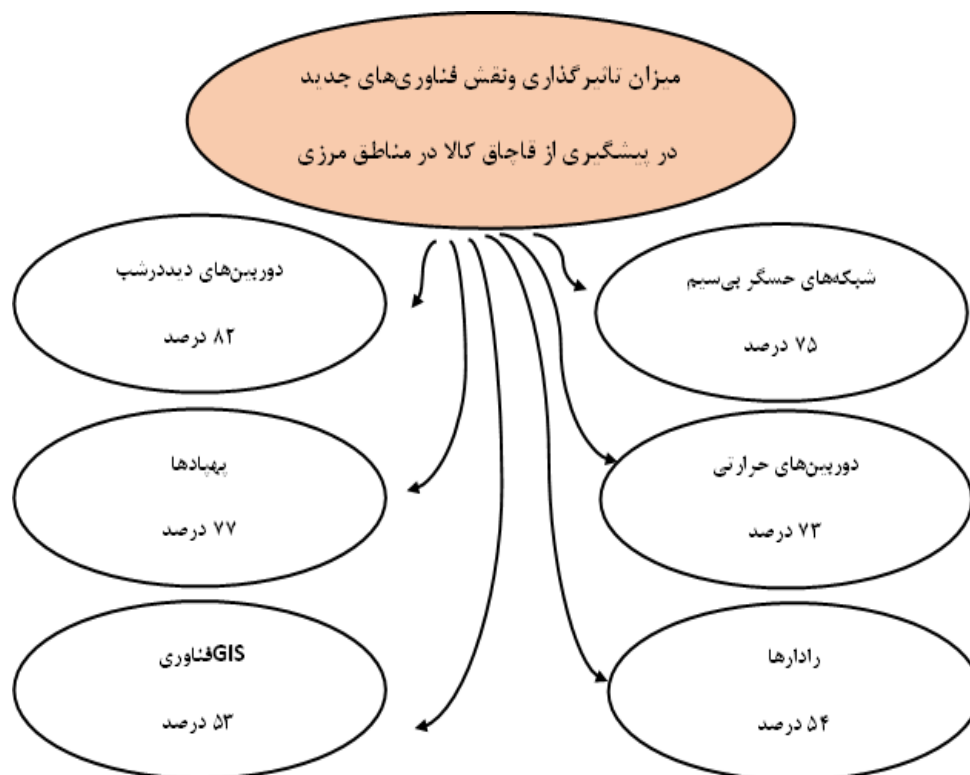 میزان تاثیرگذاری ونقش فناوری‌های جدید
در پیشگیری از قاچاق کالا در مناطق مرزی
شبکه‌های حسگر بی‌سیم
۷۵ درصد
دوربین‌های دیددرشب
۸۲ درصد
دوربین‌های حرارتی
۷۳ درصد
پهپادها
۷۷ درصد
رادارها
۵۴ درصد
GISفناوری
۵۳ درصد